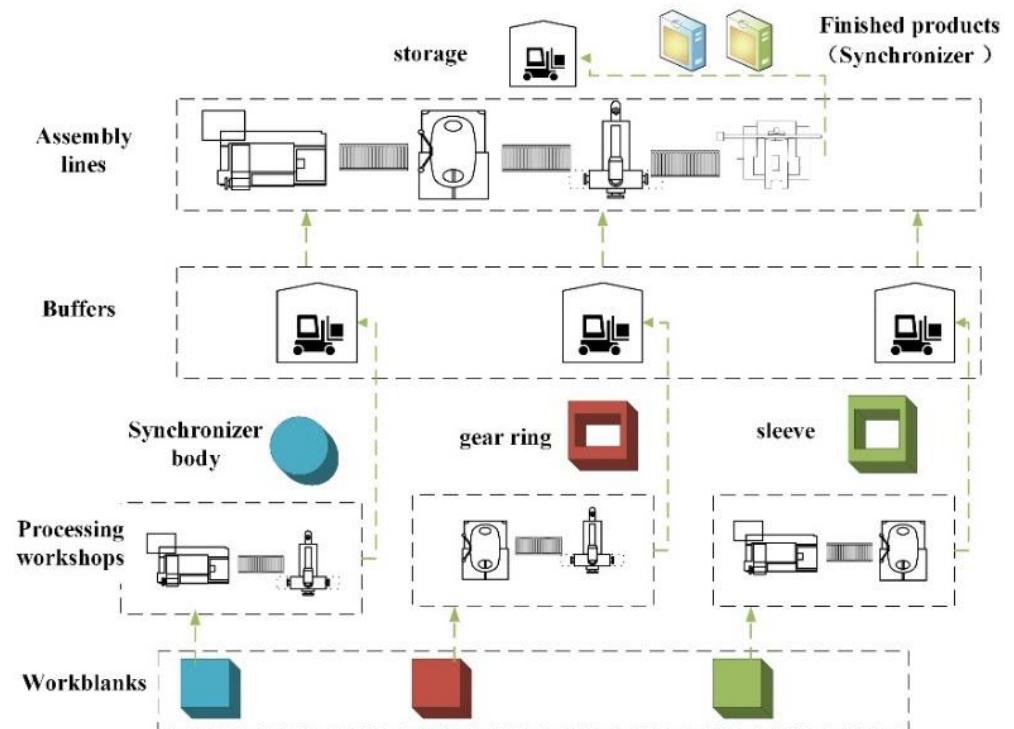 Finished products
storage
（Synchronizer ）
Assembly
lines
Buffers
Synchronizer
body
gear ring
sleeve
Processing
workshops
Workblanks